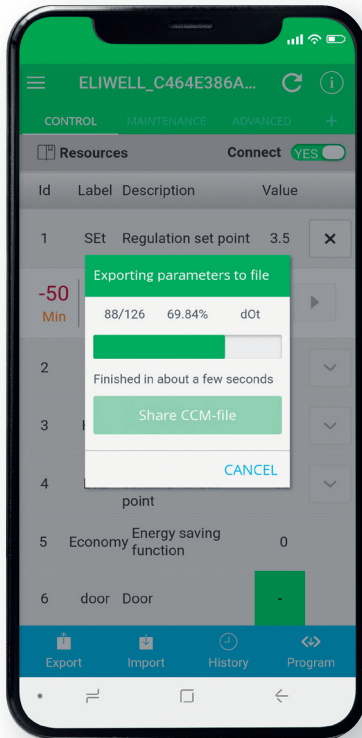 ELIWELL_C464E386A...
CONTROL MAINTENANCE ADVANCED +
Resources Connect YES
Id Label Description Value
1 SEt Regulation set point 3.5
Exporting parameters to file
-50
Min
88/126 69.84% dOt
2
Finished in about a few seconds
3
Share CCM-file
4
point
CANCEL
5 Economy Energy saving function 0
6 door Door -
Export Import History Program